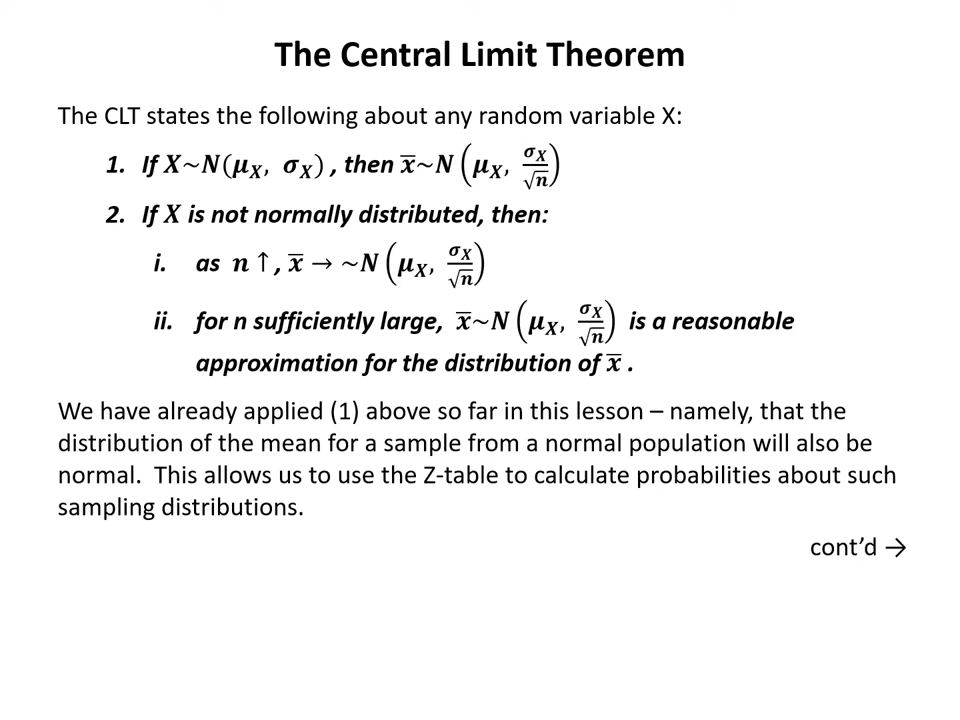 The Central Limit Theorem
The CLT states the following about any random variable X:
1. If X~N(μ_X, σ_X) , then x̅~N(μ_X, σ_X/√n)
2. If X is not normally distributed, then:
i. as n ↑ , x̅ → ~N(μ_X, σ_X/√n)
ii. for n sufficiently large, x̅~N(μ_X, σ_X/√n) is a reasonable
approximation for the distribution of x̅ .
We have already applied (1) above so far in this lesson – namely, that the
distribution of the mean for a sample from a normal population will also be
normal. This allows us to use the Z-table to calculate probabilities about such
sampling distributions.
cont’d →